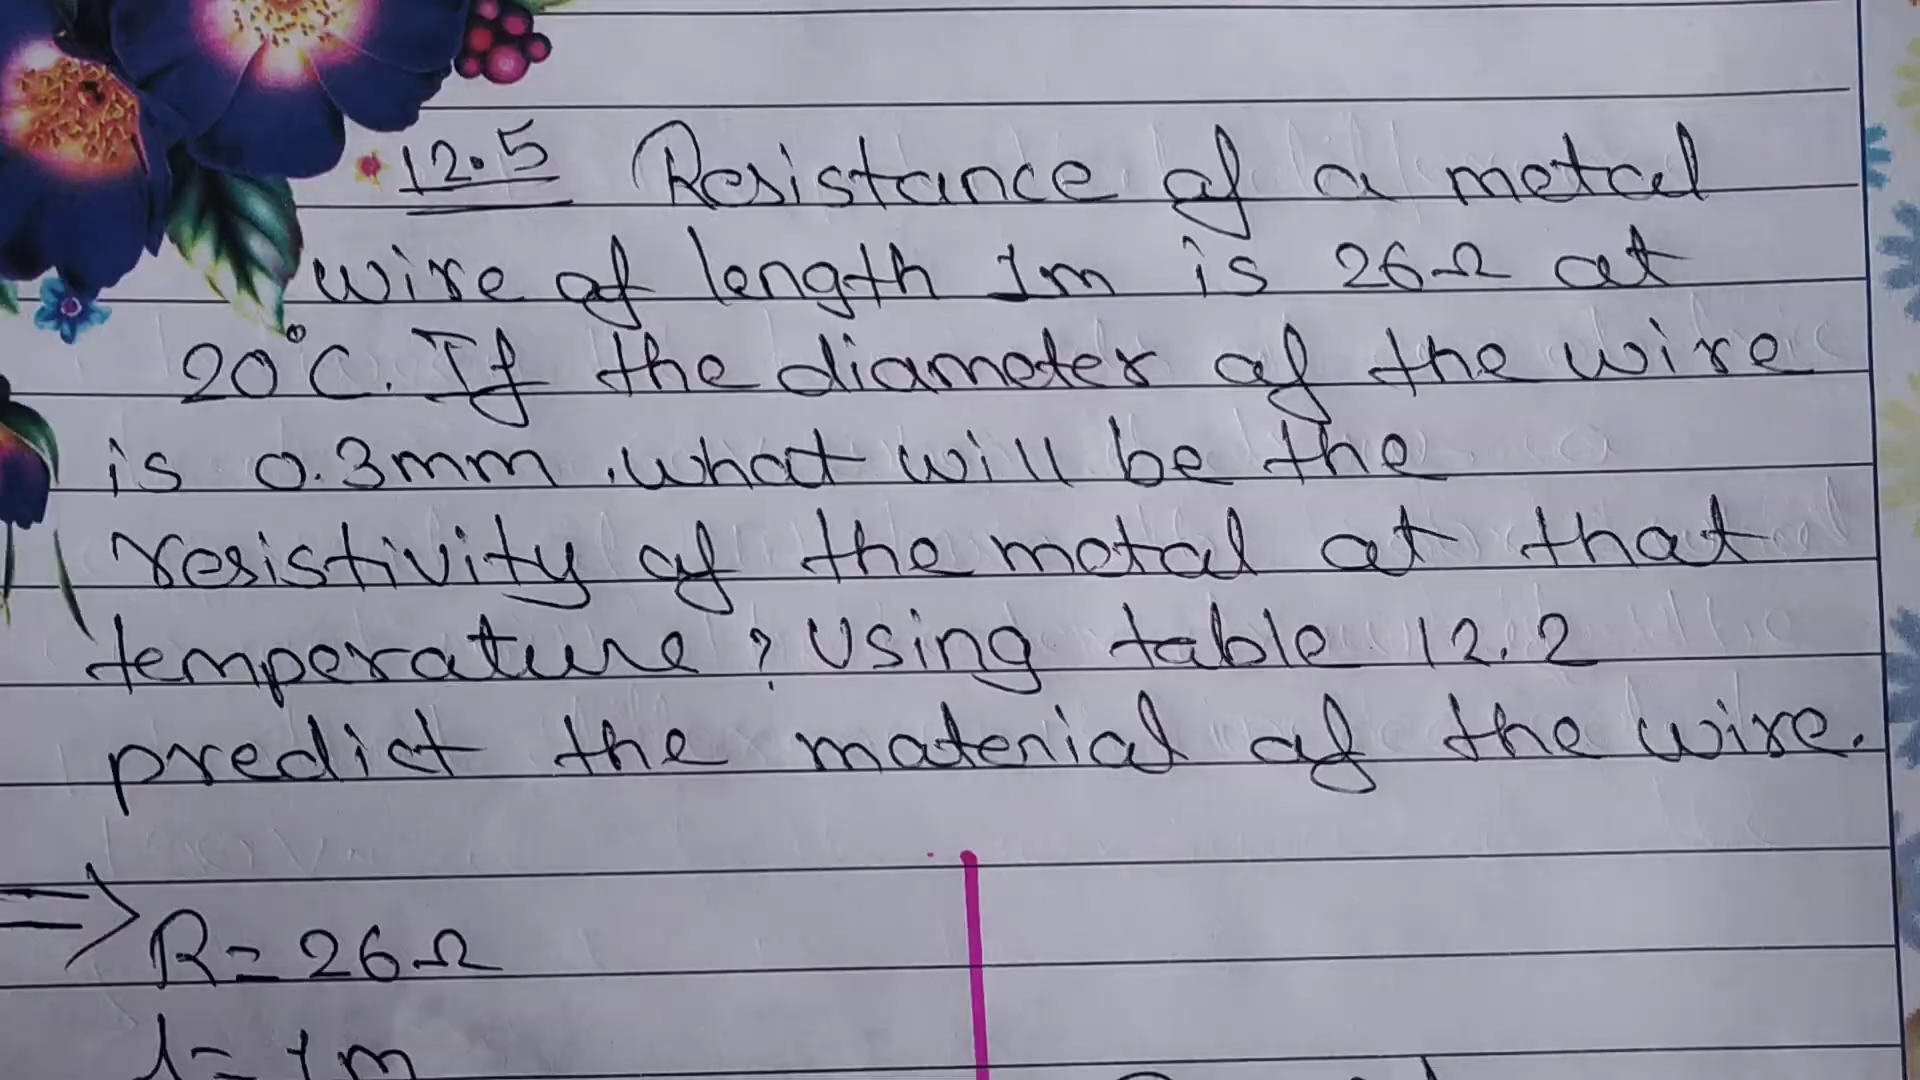 12.5 Resistance of a metal
wire of length 1m is 26Ω at
20°C. If the diameter of the wire
is 0.3mm, what will be the
resistivity of the metal at that
temperature? Using table 12.2
predict the material of the wire.
⇒ R = 26Ω
l = 1m